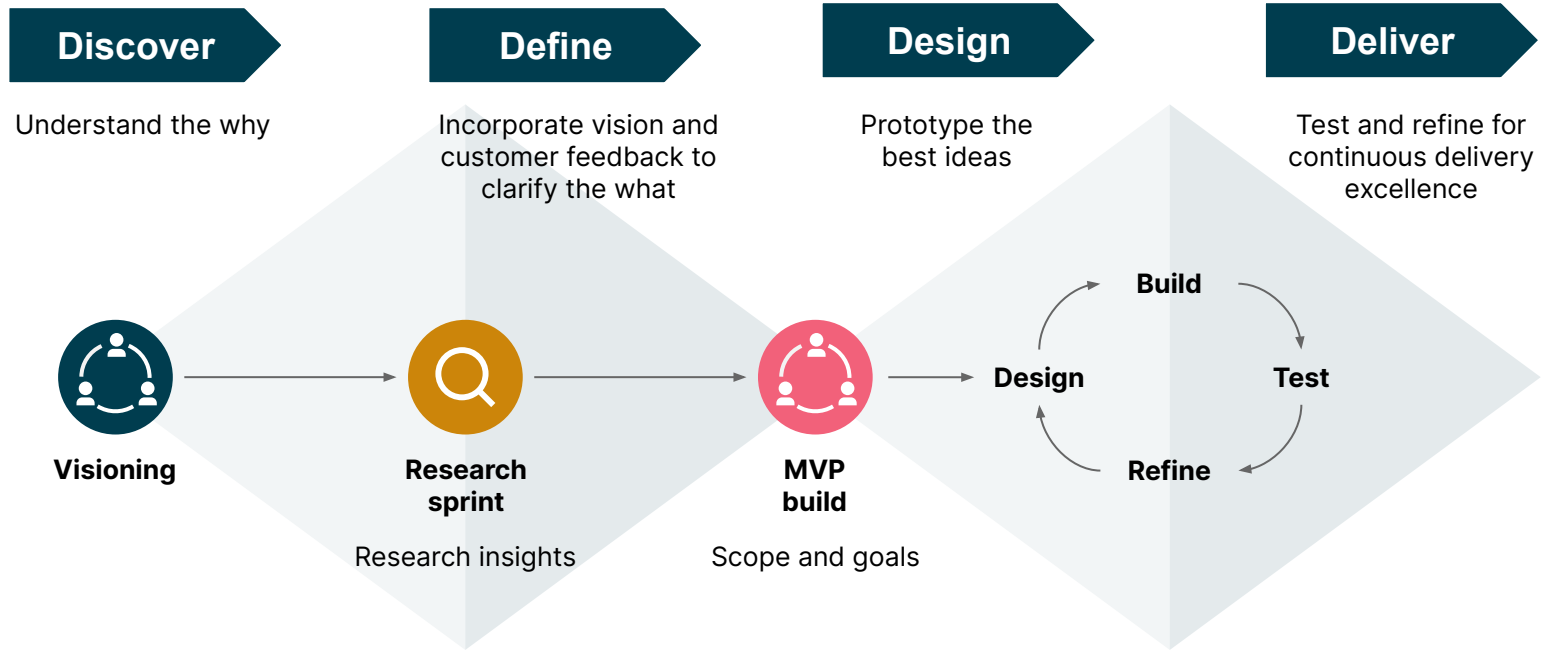 Discover
Define
Design
Deliver
Understand the why
Incorporate vision and
customer feedback to
clarify the what
Prototype the
best ideas
Test and refine for
continuous delivery
excellence
Visioning
Research
sprint
Research insights
MVP
build
Scope and goals
Design
Build
Test
Refine